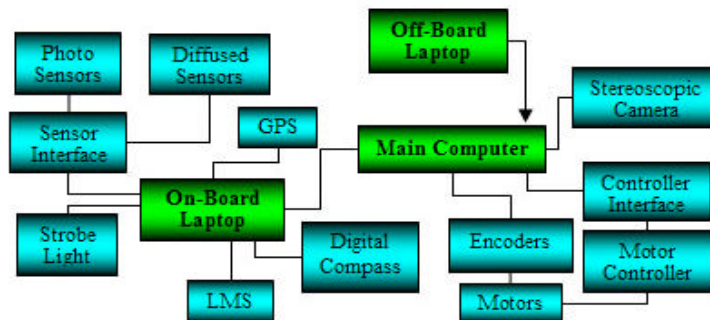 Photo
Sensors
Diffused
Sensors
Off-Board
Laptop
Stereoscopic
Camera
Sensor
Interface
GPS
Main Computer
On-Board
Laptop
Controller
Interface
Strobe
Light
Digital
Compass
Encoders
Motor
Controller
LMS
Motors